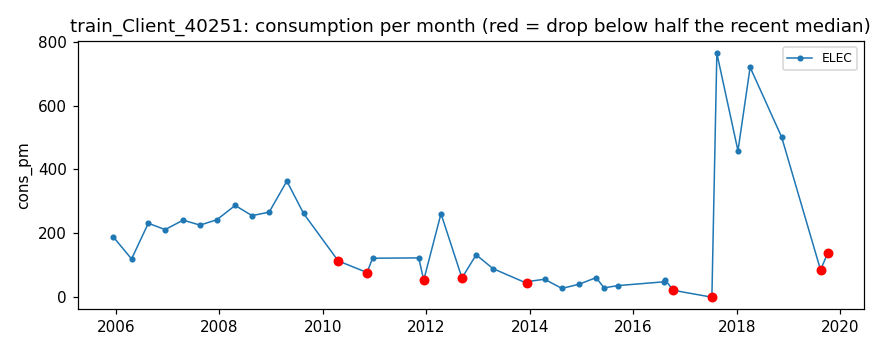 train_Client_40251: consumption per month (red = drop below half the recent median)
ELEC
cons_pm
800
600
400
200
0
2006 2008 2010 2012 2014 2016 2018 2020